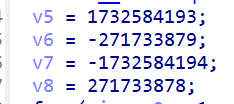 v5 = 1732584193;
v6 = -271733879;
v7 = -1732584194;
v8 = 271733878;